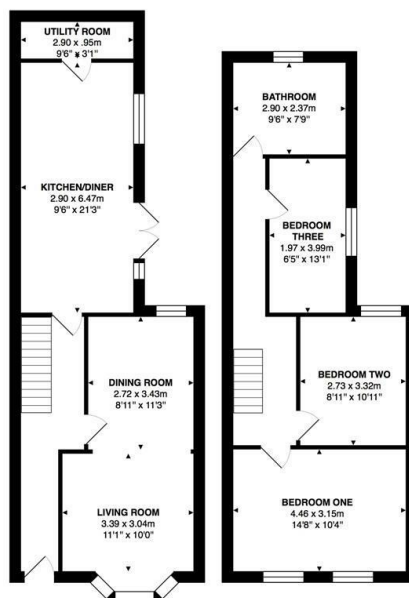 UTILITY ROOM
2.90 x .95m
9'6" x 3'1"
KITCHEN/DINER
2.90 x 6.47m
9'6" x 21'3"
DINING ROOM
2.72 x 3.43m
8'11" x 11'3"
LIVING ROOM
3.39 x 3.04m
11'1" x 10'0"
BATHROOM
2.90 x 2.37m
9'6" x 7'9"
BEDROOM
THREE
1.97 x 3.99m
6'5" x 13'1"
BEDROOM TWO
2.73 x 3.32m
8'11" x 10'11"
BEDROOM ONE
4.46 x 3.15m
14'8" x 10'4"